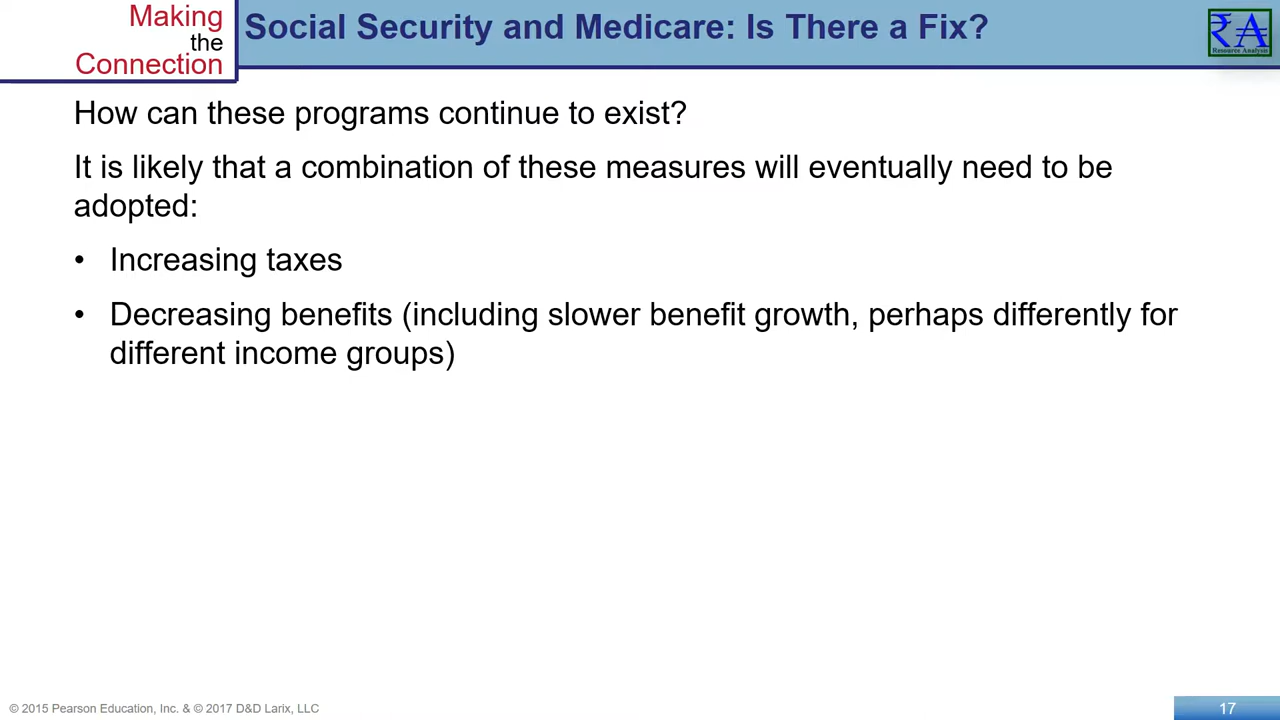 Making
the
Connection
Social Security and Medicare: Is There a Fix?
₹A
Resource Analysis
How can these programs continue to exist?
It is likely that a combination of these measures will eventually need to be
adopted:
• Increasing taxes
• Decreasing benefits (including slower benefit growth, perhaps differently for
different income groups)
© 2015 Pearson Education, Inc. & © 2017 D&D Larix, LLC
17